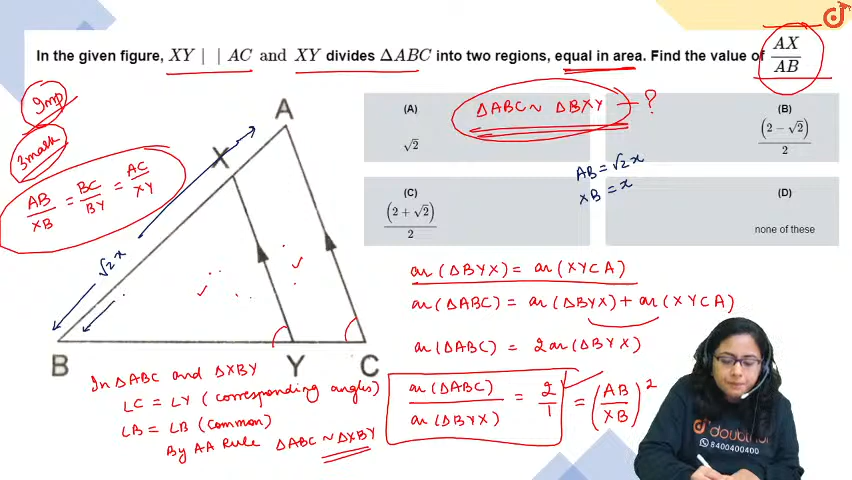 In the given figure, XY || AC and XY divides ΔABC into two regions, equal in area. Find the value of AX/AB
Imp
3 mark
AB/XB = BC/BY = AC/XY
A
X
B
Y
C
√2 x
(A)
√2
ΔABC ~ ΔBXY – ?
(B)
(2 − √2)/2
(C)
(2 + √2)/2
(D)
none of these
AB = √2x
XB = x
ar (ΔBYX) = ar (XYCA)
ar (ΔABC) = ar (ΔBYX) + ar (XYCA)
ar (ΔABC) = 2 ar (ΔBYX)
ar (ΔABC)/ar (ΔBYX) = 2/1 = (AB/XB)²
In ΔABC and ΔXBY
∠C = ∠Y (corresponding angles)
∠B = ∠B (common)
By AA Rule ΔABC ~ ΔXBY
doubtnut
8400400400